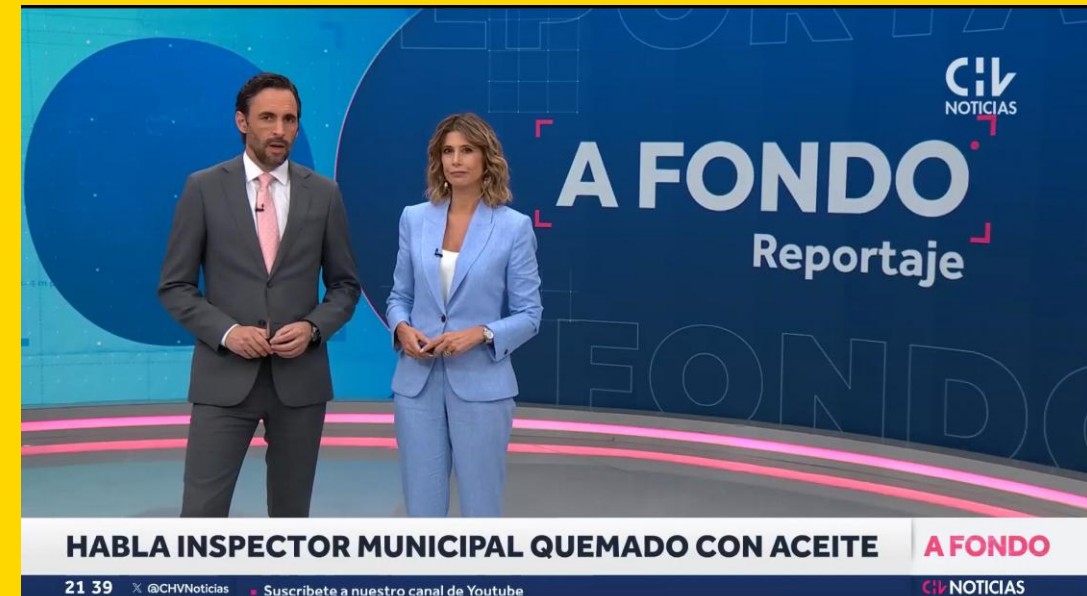 EPORTA
CHV
NOTICIAS
A FONDO
Reportaje
FONDO
HABLA INSPECTOR MUNICIPAL QUEMADO CON ACEITE
A FONDO
21 39 X @CHVNoticias ▪ Suscríbete a nuestro canal de Youtube
CHV NOTICIAS